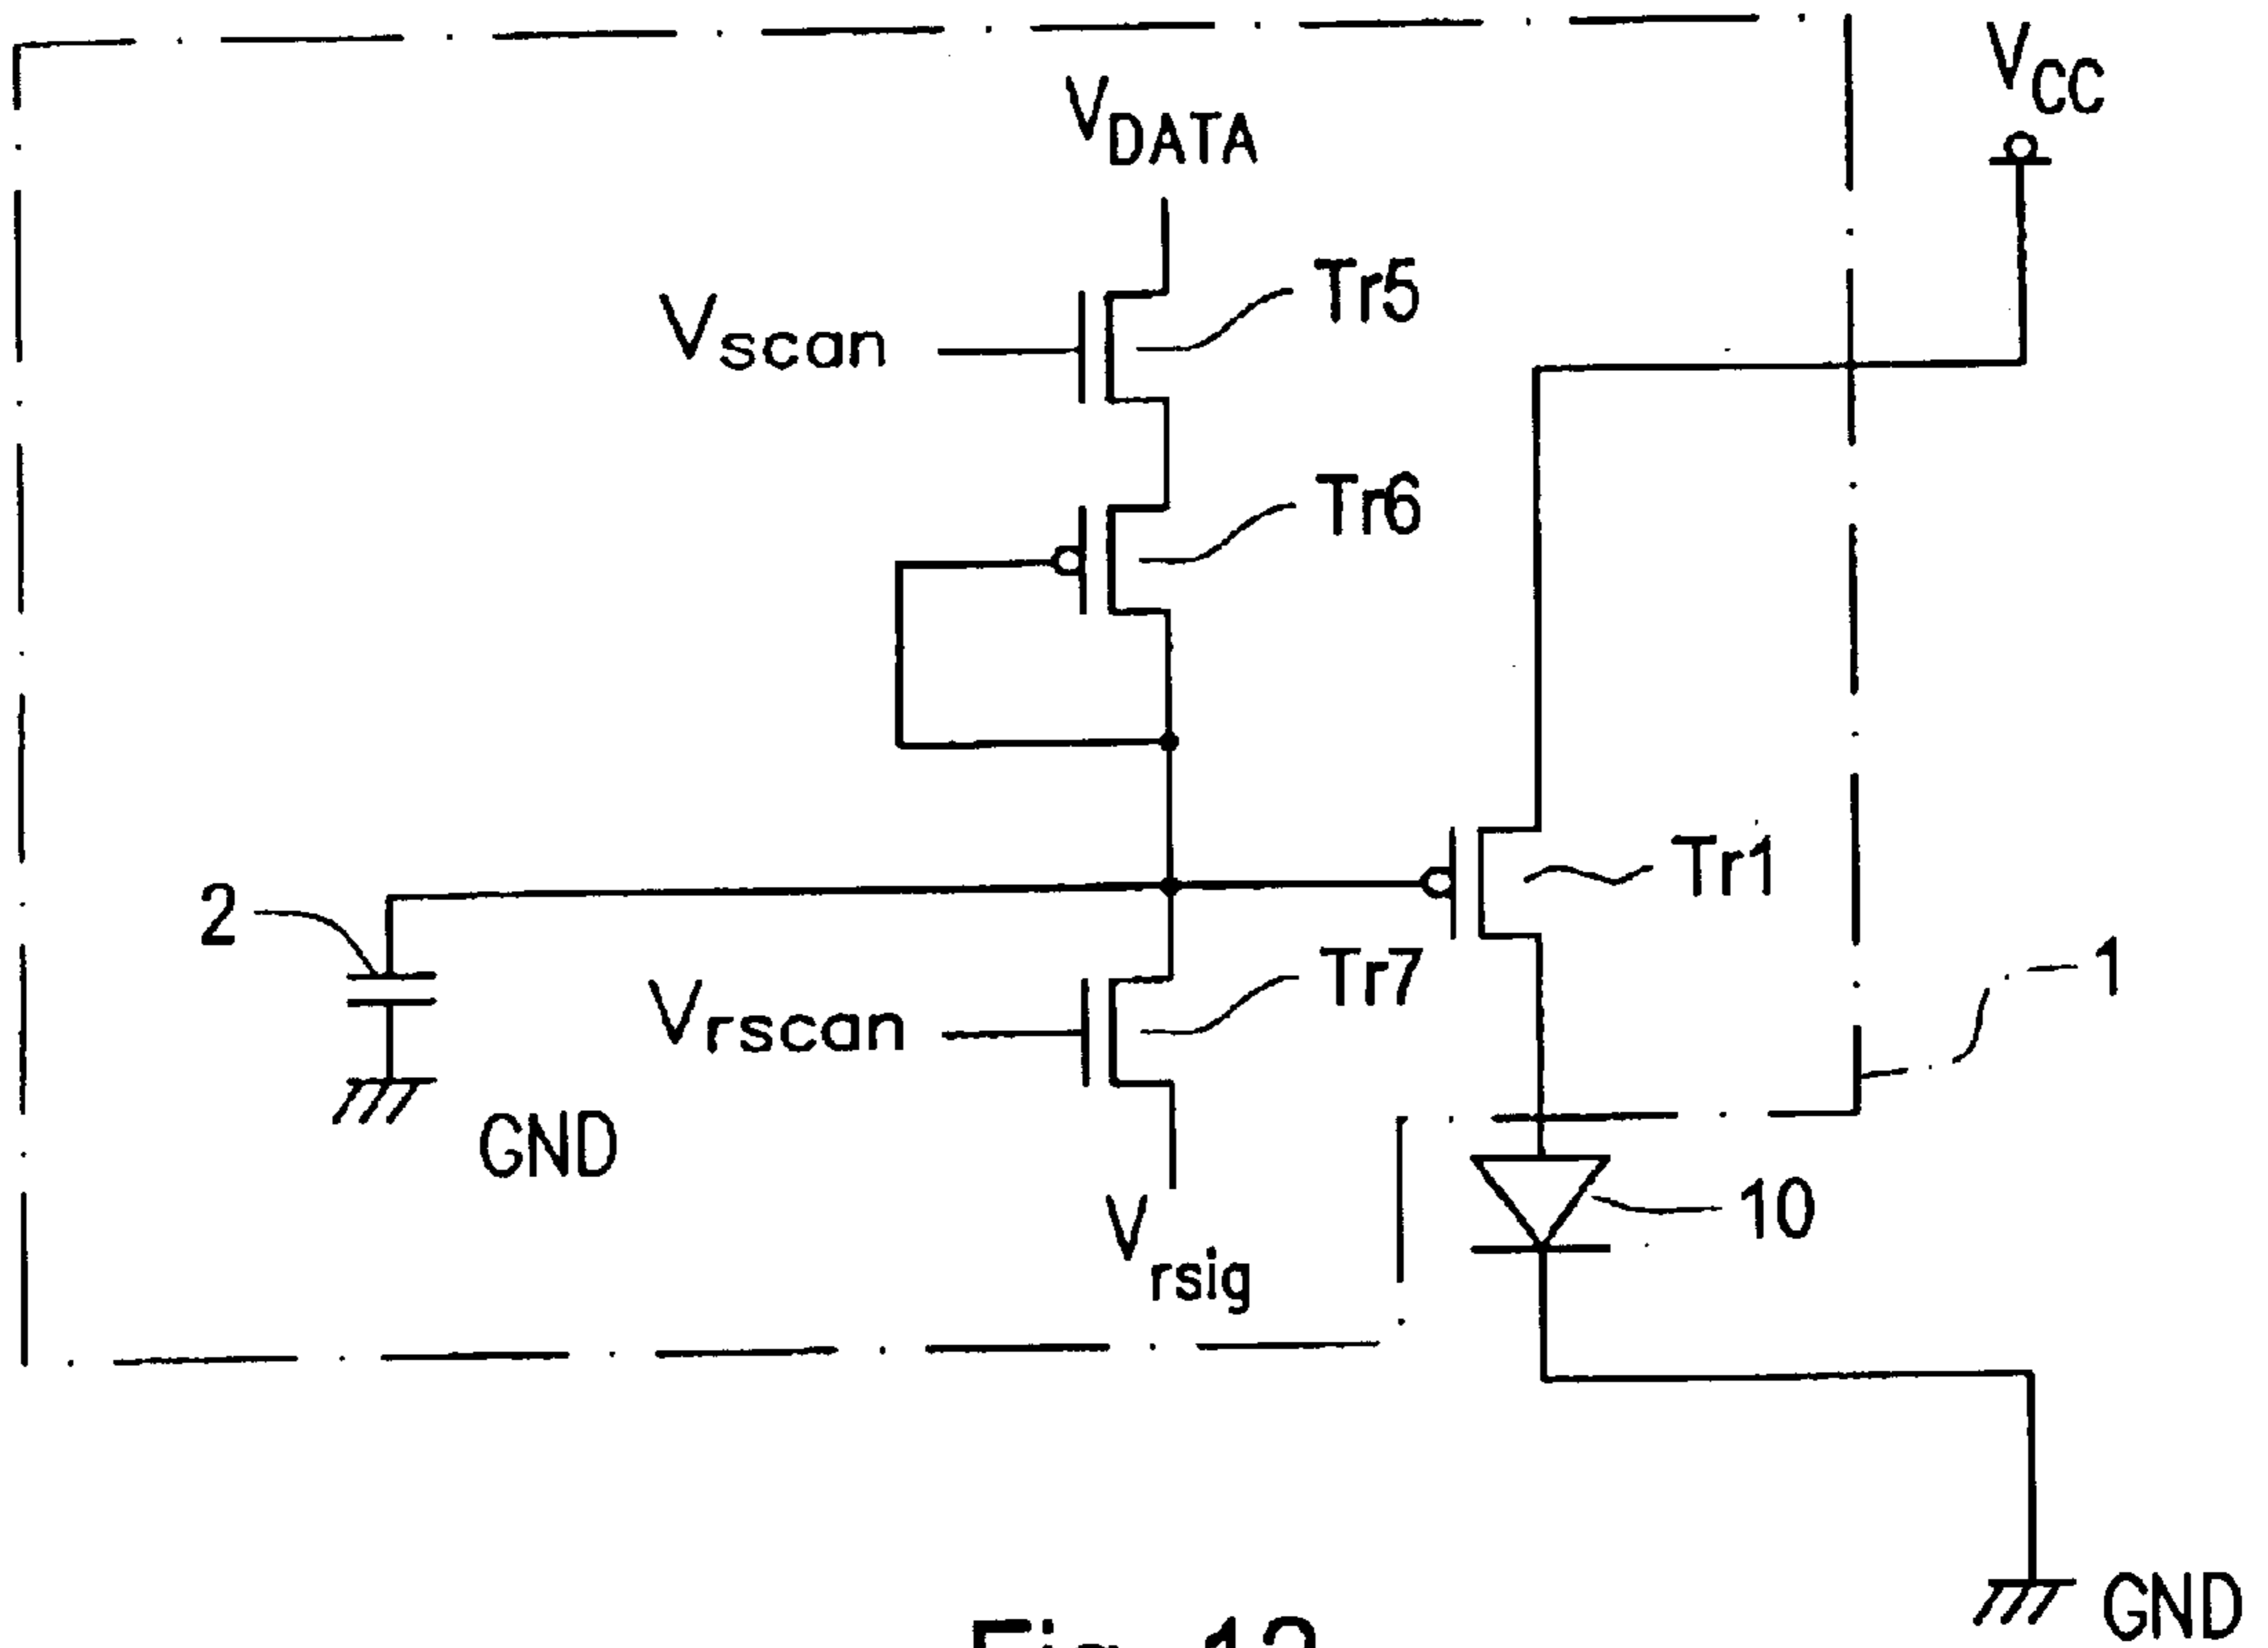 VCC
VDATA
Tr5
Vscan
Tr6
Tr1
2
Tr7
1
Vrscan
GND
10
Vrsig
GND